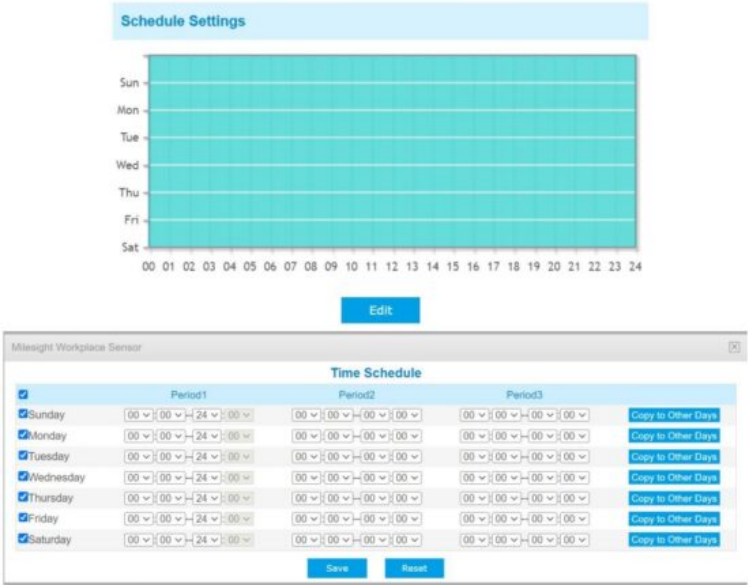 Schedule Settings
Sun
Mon
Tue
Wed
Thu
Fri
Sat
00 01 02 03 04 05 06 07 08 09 10 11 12 13 14 15 16 17 18 19 20 21 22 23 24
Edit
Milesight Workplace Sensor
Time Schedule
Period1 Period2 Period3
Sunday 00 : 00 - 24 : 00 00 : 00 - 00 : 00 00 : 00 - 00 : 00 Copy to Other Days
Monday 00 : 00 - 24 : 00 00 : 00 - 00 : 00 00 : 00 - 00 : 00 Copy to Other Days
Tuesday 00 : 00 - 24 : 00 00 : 00 - 00 : 00 00 : 00 - 00 : 00 Copy to Other Days
Wednesday 00 : 00 - 24 : 00 00 : 00 - 00 : 00 00 : 00 - 00 : 00 Copy to Other Days
Thursday 00 : 00 - 24 : 00 00 : 00 - 00 : 00 00 : 00 - 00 : 00 Copy to Other Days
Friday 00 : 00 - 24 : 00 00 : 00 - 00 : 00 00 : 00 - 00 : 00 Copy to Other Days
Saturday 00 : 00 - 24 : 00 00 : 00 - 00 : 00 00 : 00 - 00 : 00 Copy to Other Days
Save Reset